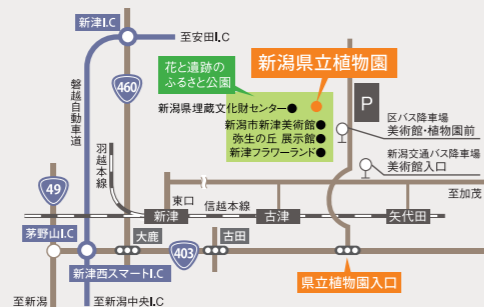 新津I.C
至安田I.C
460
磐越自動車道
花と遺跡の
ふるさと公園
新潟県立植物園
新潟県埋蔵文化財センター
新潟市新津美術館
弥生の丘 展示館
新津フラワーランド
P
区バス降車場
美術館・植物園前
新潟交通バス降車場
美術館入口
羽越本線
49
東口
至加茂
新津
信越本線
古津
矢代田
茅野山I.C
大鹿
古田
403
新津西スマートI.C
県立植物園入口
至新潟
至新潟中央I.C